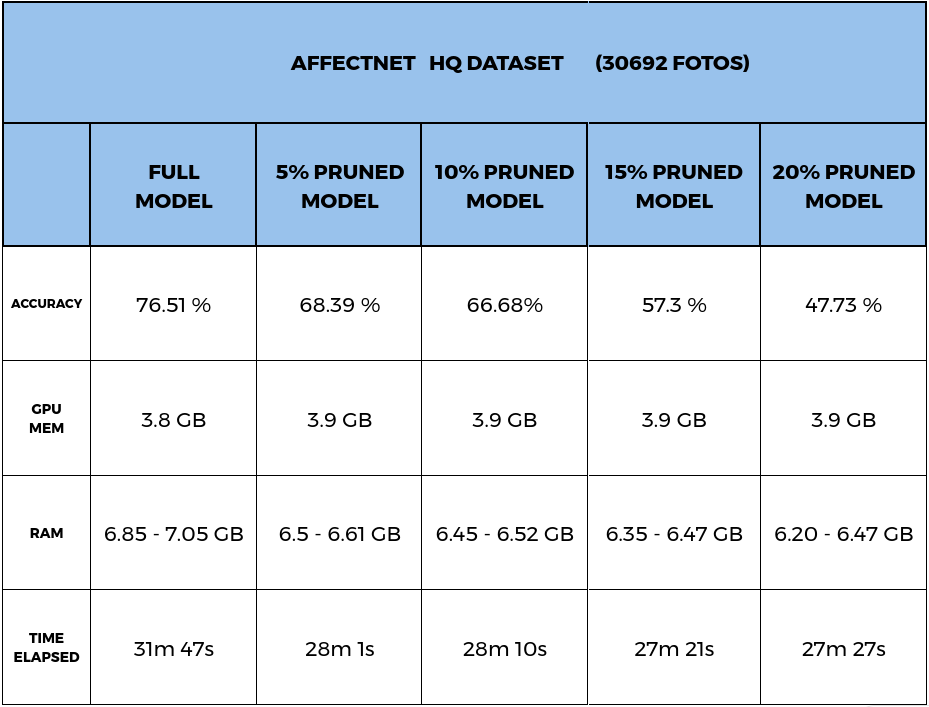 AFFECTNET HQ DATASET (30692 FOTOS)
FULL MODEL
5% PRUNED MODEL
10% PRUNED MODEL
15% PRUNED MODEL
20% PRUNED MODEL
ACCURACY
76.51 %
68.39 %
66.68%
57.3 %
47.73 %
GPU MEM
3.8 GB
3.9 GB
3.9 GB
3.9 GB
3.9 GB
RAM
6.85 - 7.05 GB
6.5 - 6.61 GB
6.45 - 6.52 GB
6.35 - 6.47 GB
6.20 - 6.47 GB
TIME ELAPSED
31m 47s
28m 1s
28m 10s
27m 21s
27m 27s